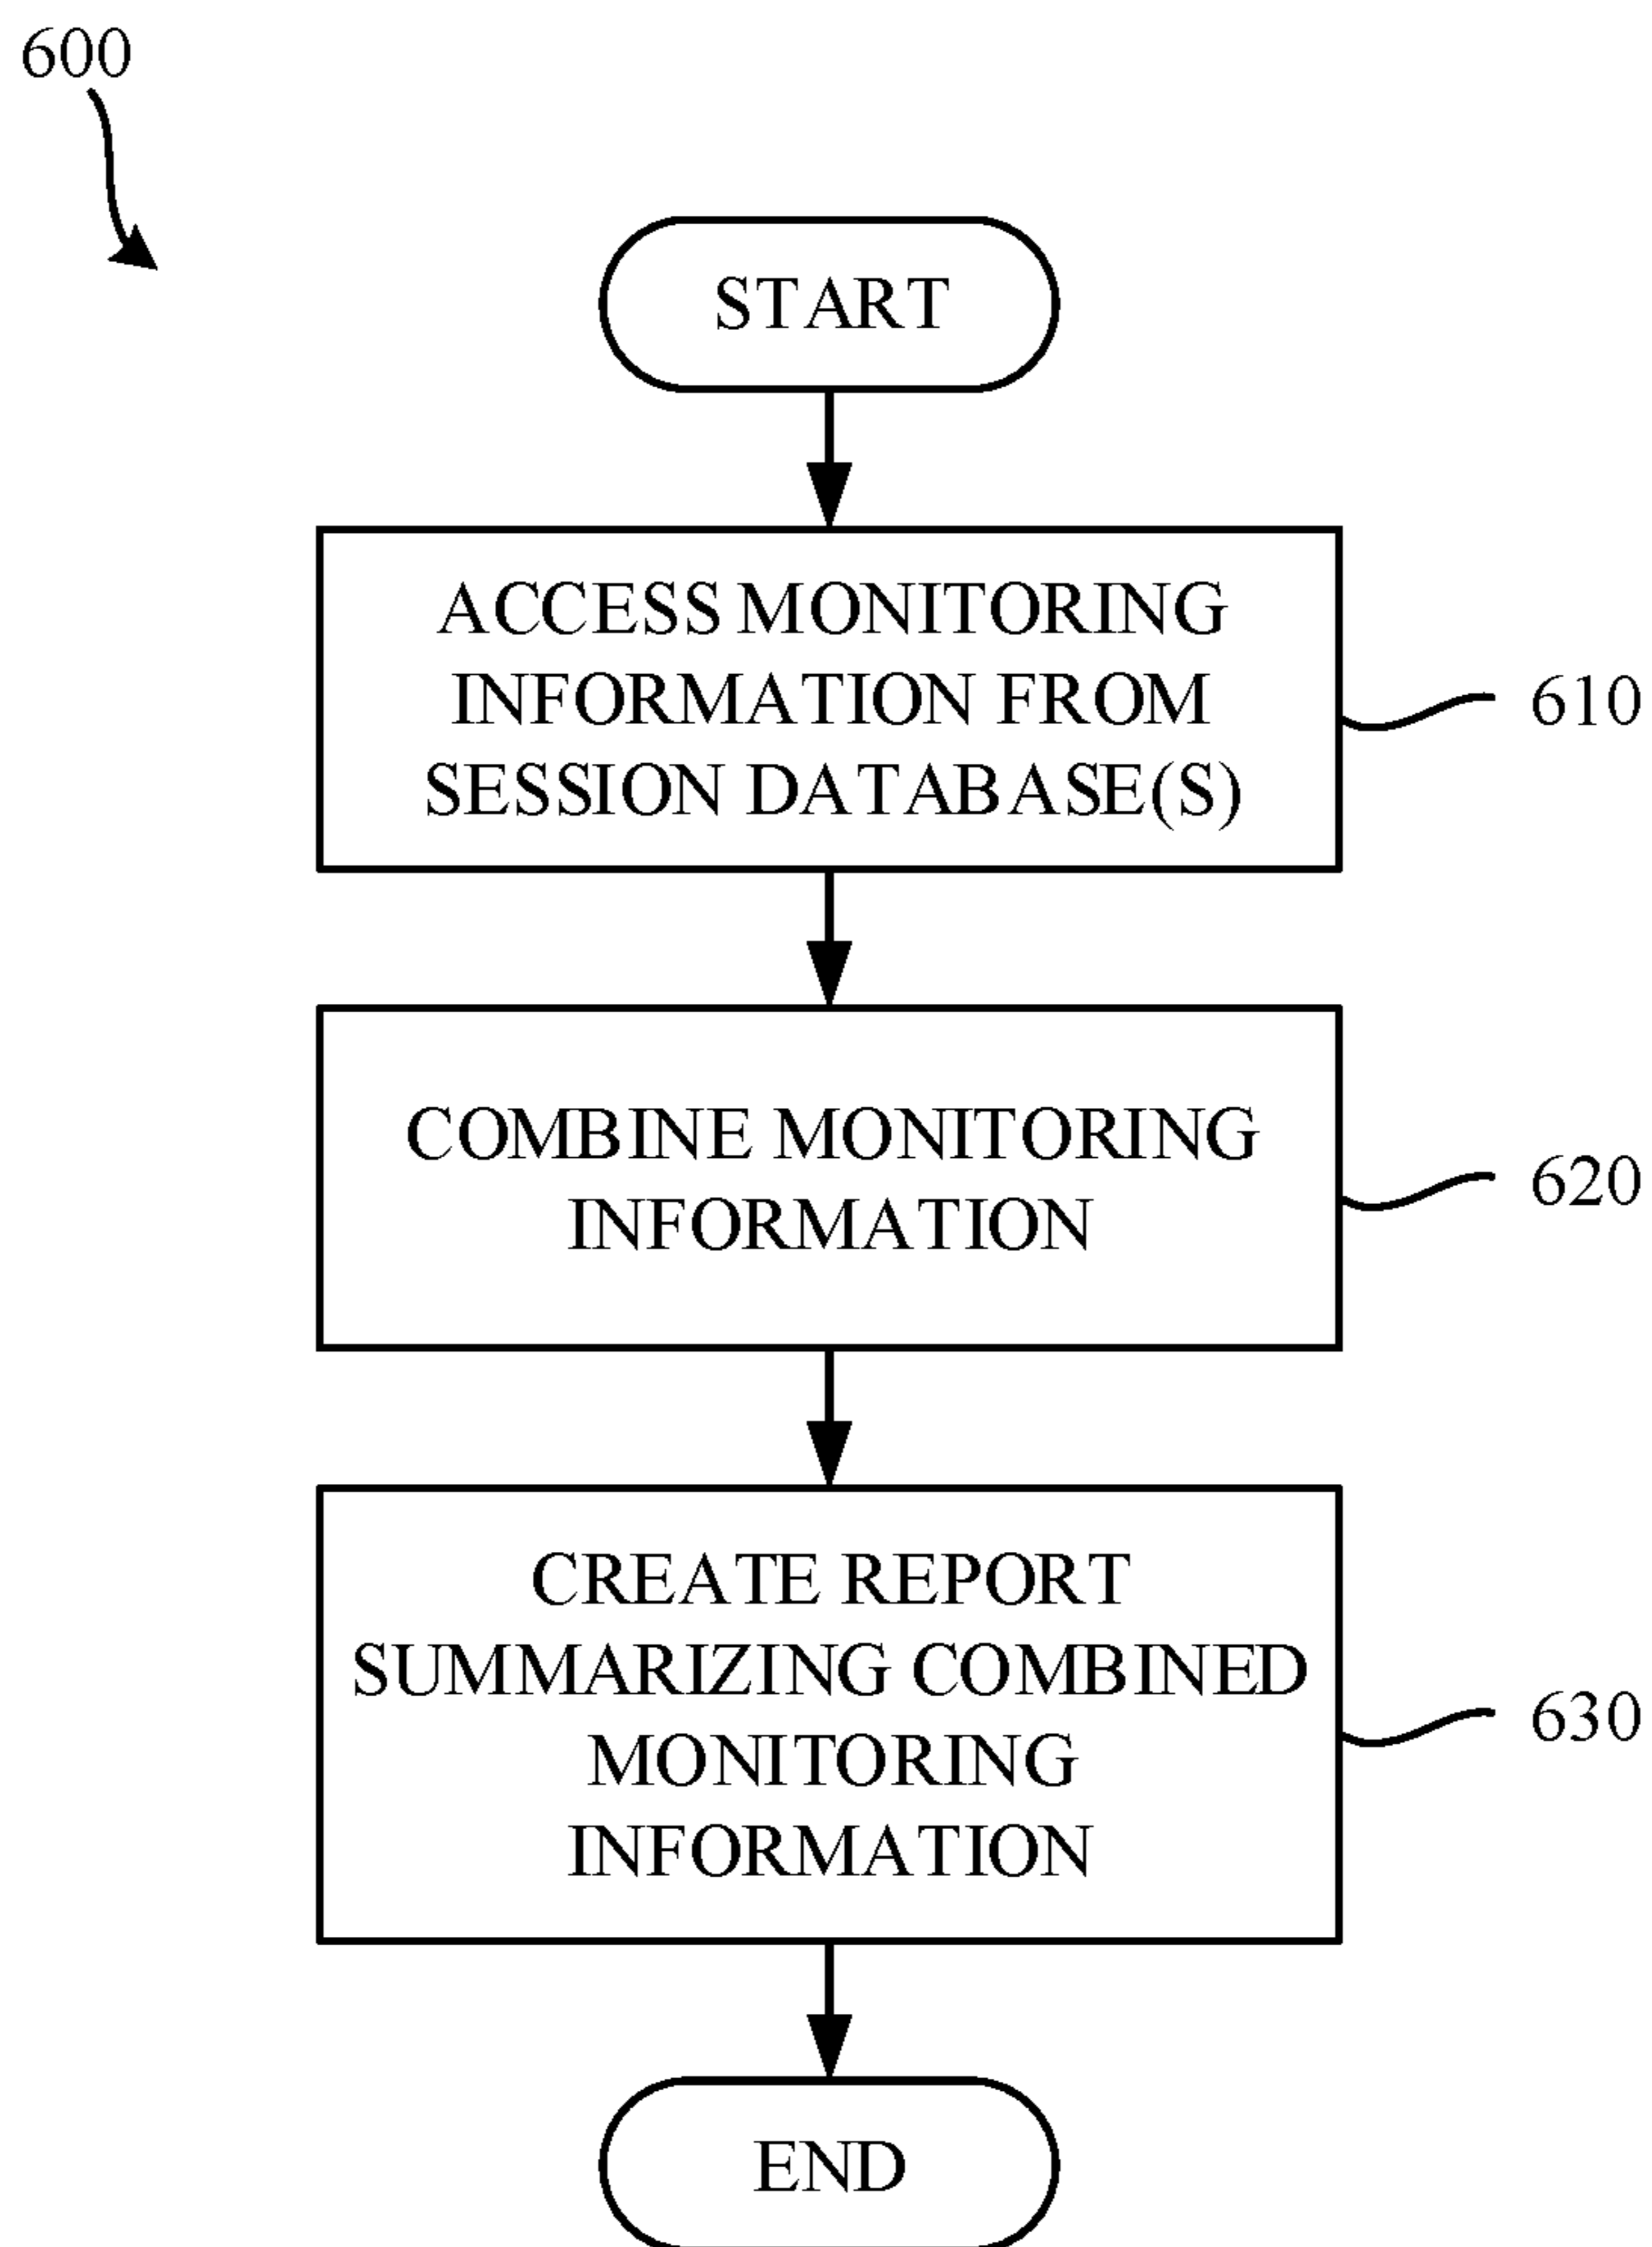 600
START
ACCESS MONITORING
INFORMATION FROM
SESSION DATABASE(S)
610
COMBINE MONITORING
INFORMATION
620
CREATE REPORT
SUMMARIZING COMBINED
MONITORING
INFORMATION
630
END